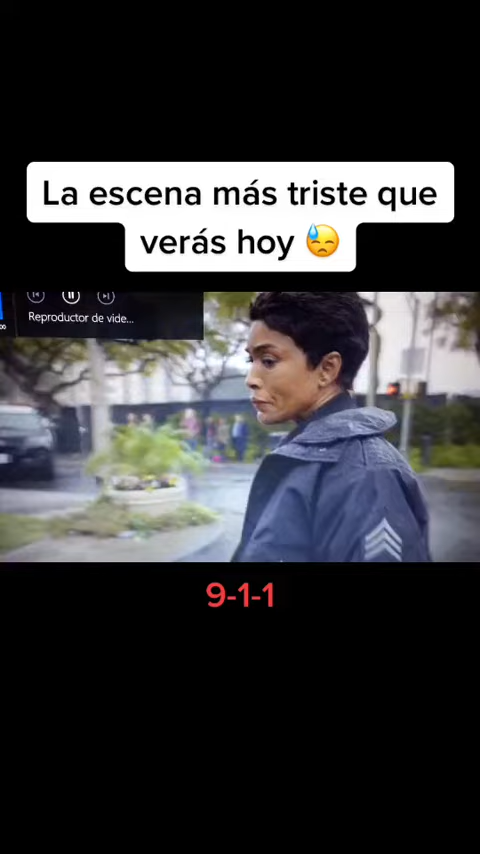 La escena más triste que
verás hoy 😓
Reproductor de vide...
9-1-1